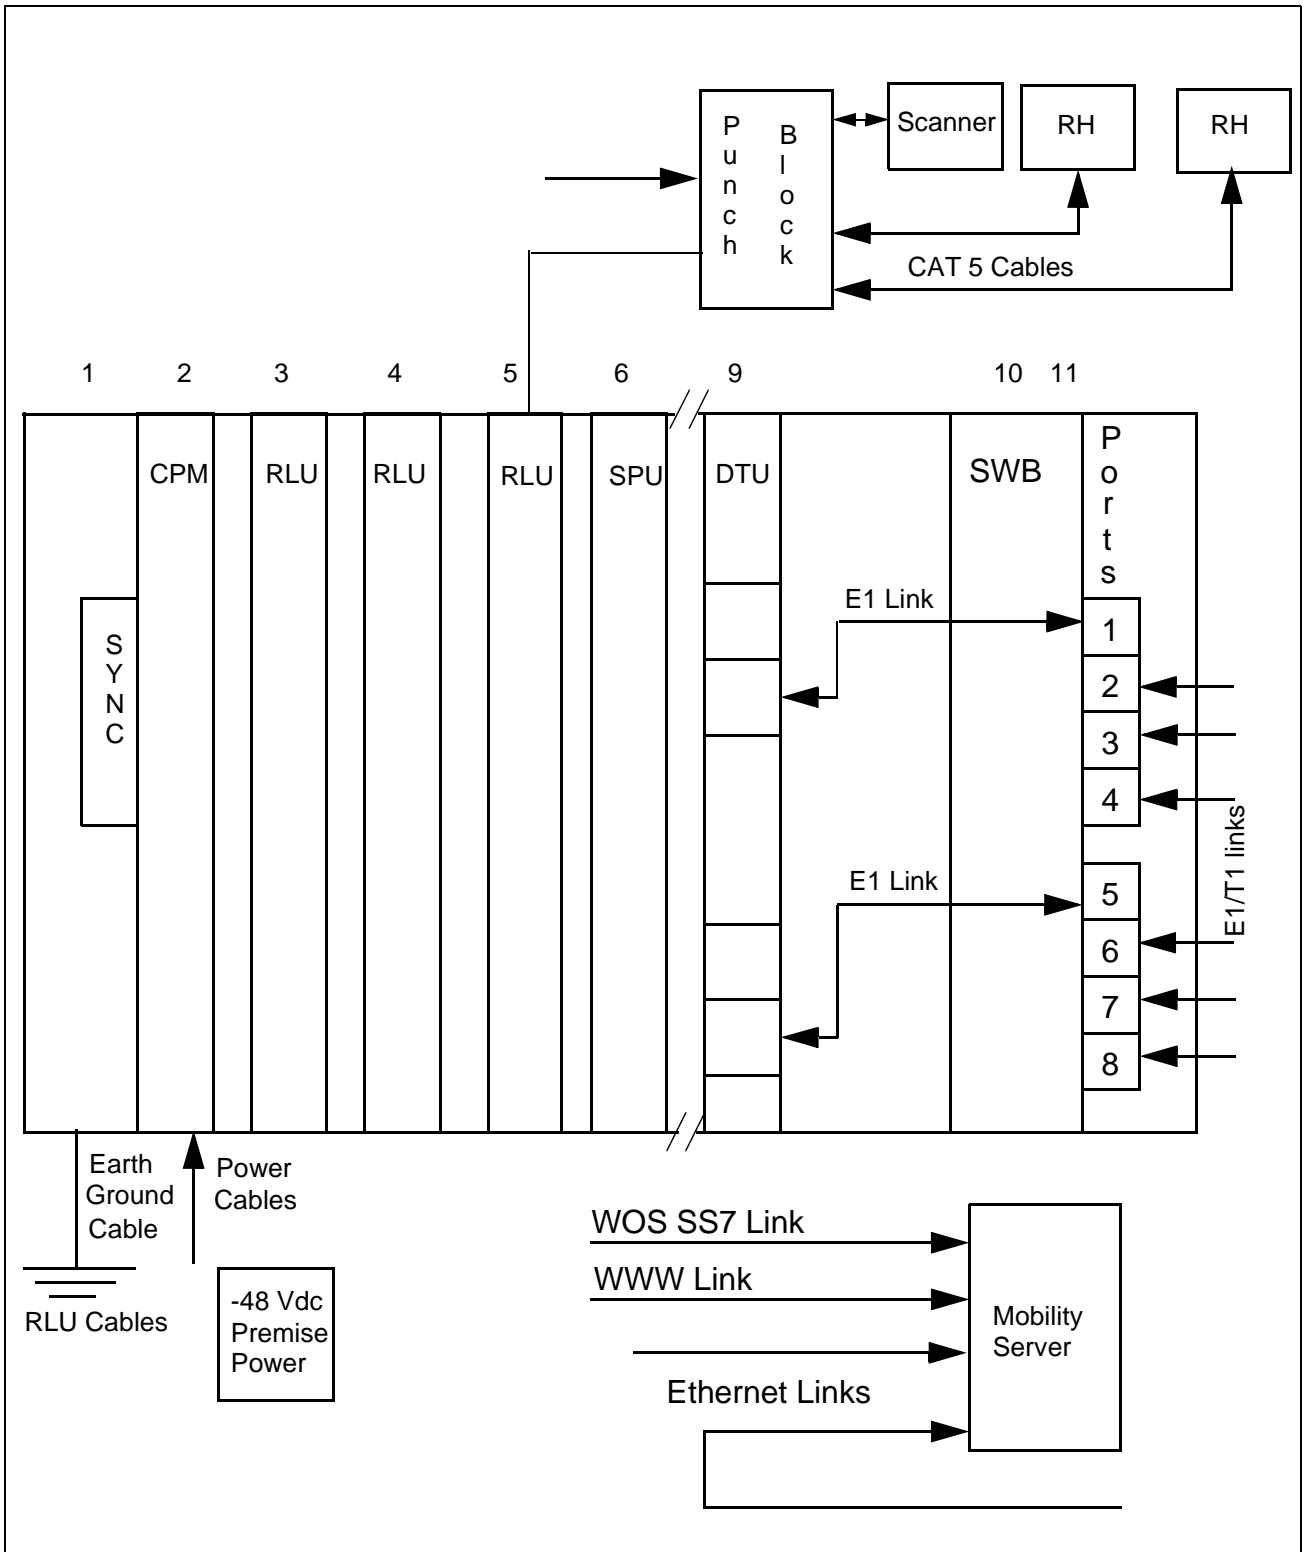 Punch
Block
Scanner
RH
RH
CAT 5 Cables
1 2 3 4 5 6 9 10 11
CPM
RLU
RLU
RLU
SPU
DTU
SWB
Ports
SYNC
E1 Link
1
2
3
4
E1 Link
5
6
7
8
E1/T1 links
Earth
Ground
Cable
Power
Cables
RLU Cables
-48 Vdc
Premise
Power
WOS SS7 Link
WWW Link
Ethernet Links
Mobility
Server